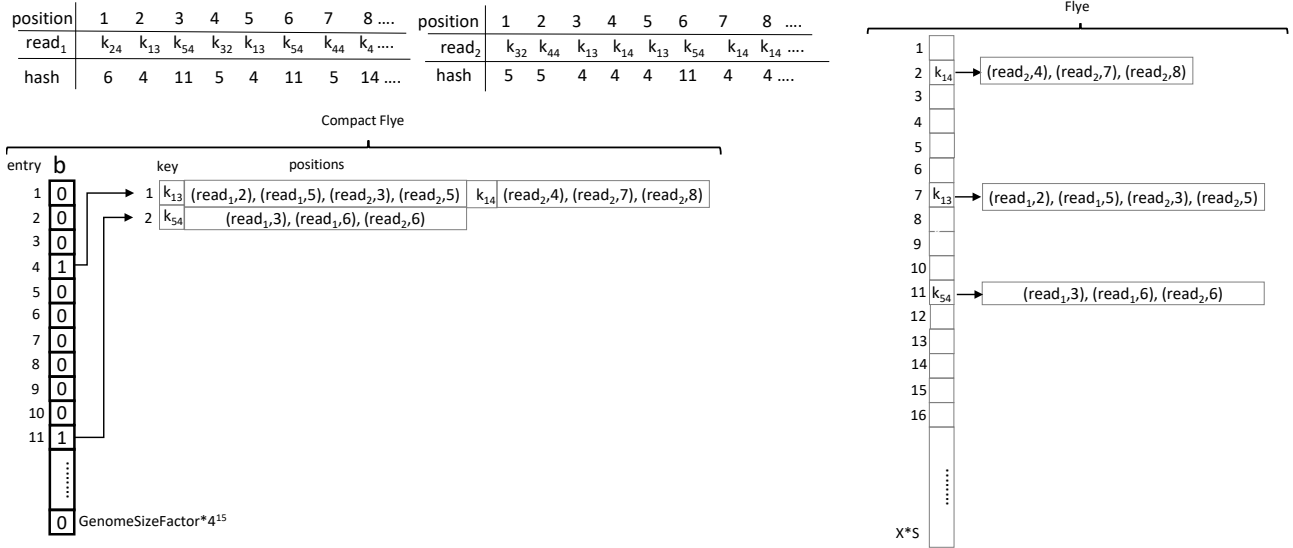 position 1 2 3 4 5 6 7 8 ....
read₁ k₂₄ k₁₃ k₅₄ k₃₂ k₁₃ k₅₄ k₄₄ k₄ ....
hash 6 4 11 5 4 11 5 14 ....
position 1 2 3 4 5 6 7 8 ....
read₂ k₃₂ k₄₄ k₁₃ k₁₄ k₁₃ k₅₄ k₁₄ k₁₄ ....
hash 5 5 4 4 4 11 4 4 ....
Compact Flye
entry b key positions
1 0 1 k₁₃ (read₁,2), (read₁,5), (read₂,3), (read₂,5) k₁₄ (read₂,4), (read₂,7), (read₂,8)
2 0 2 k₅₄ (read₁,3), (read₁,6), (read₂,6)
3 0
4 1
5 0
6 0
7 0
8 0
9 0
10 0
11 1
........
0 GenomeSizeFactor*4¹⁵
Flye
1
2 k₁₄ (read₂,4), (read₂,7), (read₂,8)
3
4
5
6
7 k₁₃ (read₁,2), (read₁,5), (read₂,3), (read₂,5)
8
9
10
11 k₅₄ (read₁,3), (read₁,6), (read₂,6)
12
13
14
15
16
........
X*S